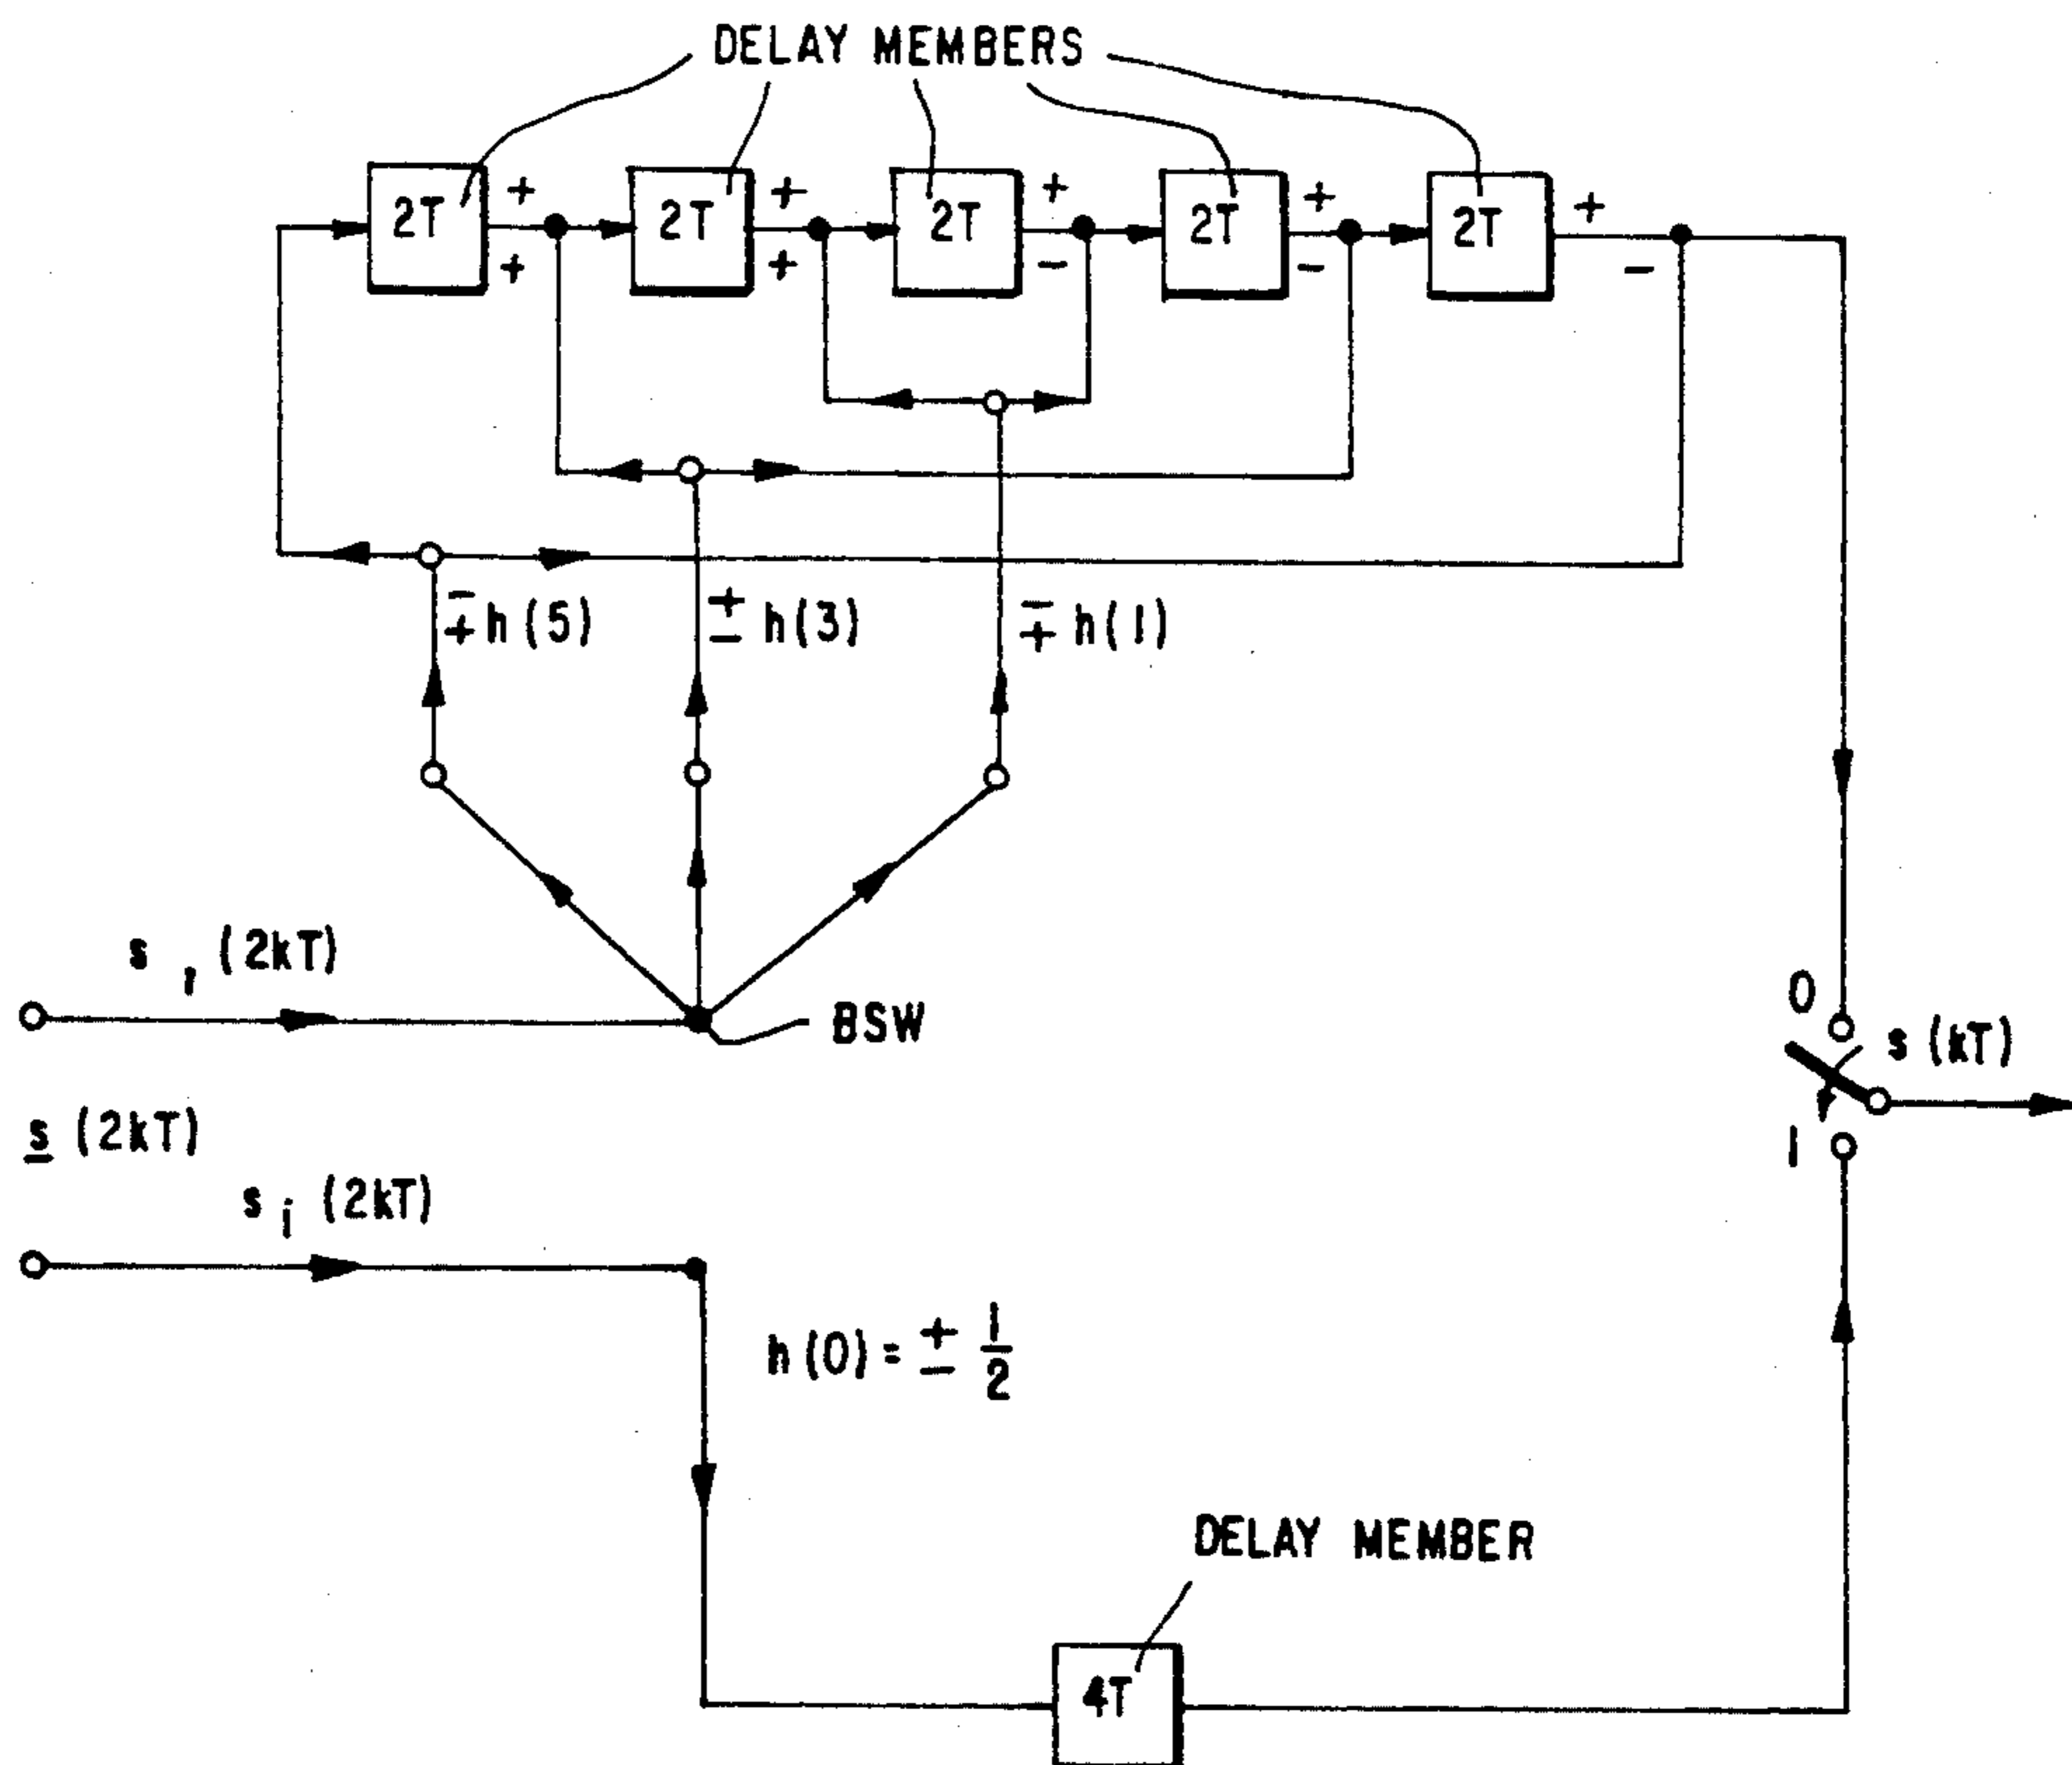 DELAY MEMBERS
2T 2T 2T 2T 2T
+ + + + +
+ + - - -
∓ h(5) ± h(3) ∓ h(1)
s r (2kT)
BSW
0
s(kT)
1
s (2kT)
s i (2kT)
h(0) = ± 1/2
DELAY MEMBER
4T